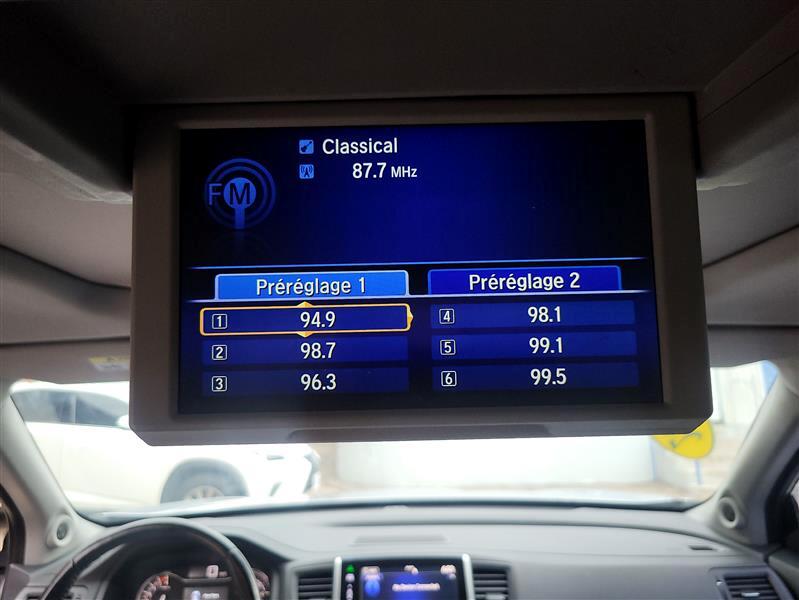 Classical
FM 87.7 MHz
Préréglage 1 Préréglage 2
1 94.9 4 98.1
2 98.7 5 99.1
3 96.3 6 99.5